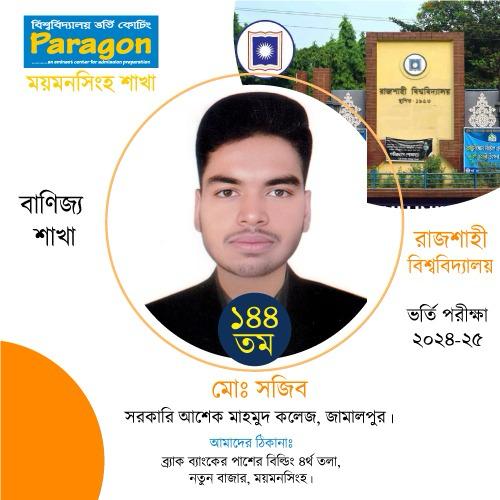 বিশ্ববিদ্যালয় ভর্তি কোচিং
Paragon
an eminent center for admission preparation
ময়মনসিংহ শাখা
রাজশাহী বিশ্ববিদ্যালয়
স্থাপিত ১৯৫৩
বাণিজ্য
শাখা
রাজশাহী
বিশ্ববিদ্যালয়
ভর্তি পরীক্ষা
২০২৪-২৫
১৪৪
তম
মোঃ সজিব
সরকারি আশেক মাহমুদ কলেজ, জামালপুর।
আমাদের ঠিকানাঃ
ব্র্যাক ব্যাংকের পাশের বিল্ডিং ৪র্থ তলা,
নতুন বাজার, ময়মনসিংহ।